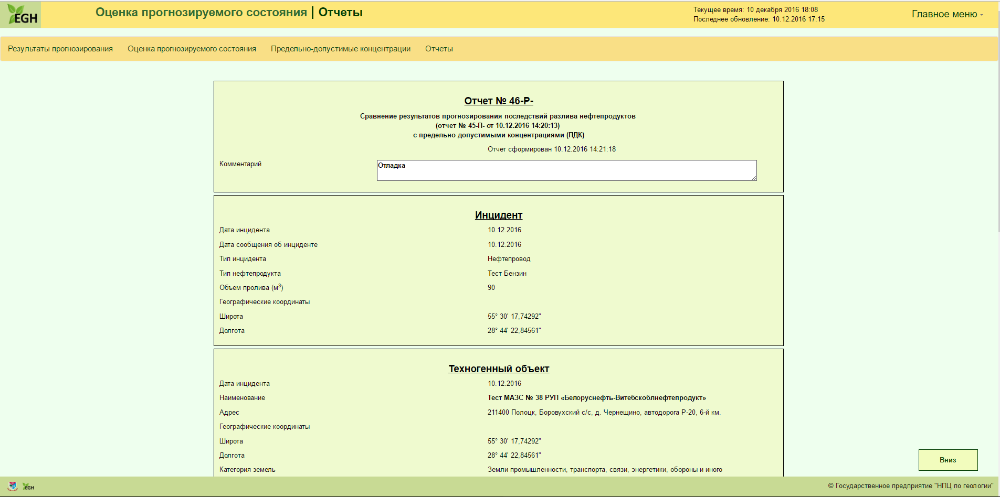 EGH
Оценка прогнозируемого состояния | Отчеты
Текущее время: 10 декабря 2016 18:08
Последнее обновление: 10.12.2016 17:15
Главное меню
Результаты прогнозирования Оценка прогнозируемого состояния Предельно-допустимые концентрации Отчеты
Отчет № 46-Р-
Сравнение результатов прогнозирования последствий разлива нефтепродуктов
(отчет № 45-П- от 10.12.2016 14:20:13)
с предельно допустимыми концентрациями (ПДК)
Отчет сформирован 10.12.2016 14:21:18
Комментарий Отладка
Инцидент
Дата инцидента 10.12.2016
Дата сообщения об инциденте 10.12.2016
Тип инцидента Нефтепровод
Тип нефтепродукта Тест Бензин
Объем пролива (м³) 90
Географические координаты
Широта 55° 30' 17,74292"
Долгота 28° 44' 22,84561"
Техногенный объект
Дата инцидента 10.12.2016
Наименование Тест МАЗС № 38 РУП «Белоруснефть-Витебскоблнефтепродукт»
Адрес 211400 Полоцк, Боровухский с/с, д. Чернещино, автодорога Р-20, 6-й км.
Географические координаты
Широта 55° 30' 17,74292"
Долгота 28° 44' 22,84561"
Категория земель Земли промышленности, транспорта, связи, энергетики, обороны и иного
Вниз
EGH
© Государственное предприятие "НПЦ по геологии"